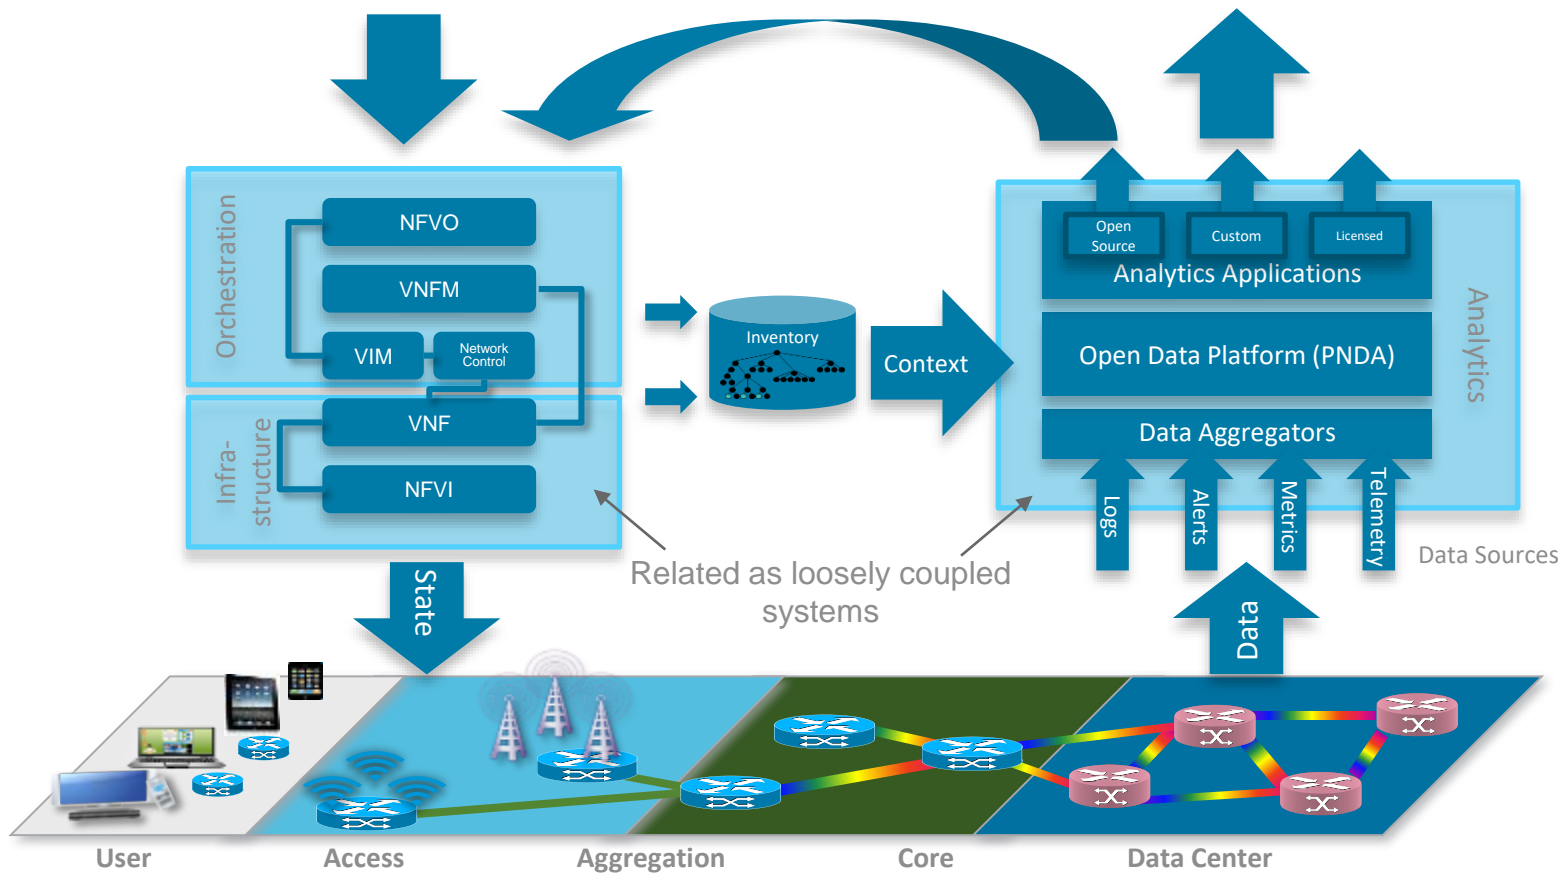 Orchestration
NFVO
VNFM
VIM
Network
Control
Infra-
structure
VNF
NFVI
Inventory
Context
Open
Source
Custom
Licensed
Analytics Applications
Open Data Platform (PNDA)
Data Aggregators
Analytics
Logs
Alerts
Metrics
Telemetry
Data Sources
Related as loosely coupled
systems
State
Data
User
Access
Aggregation
Core
Data Center